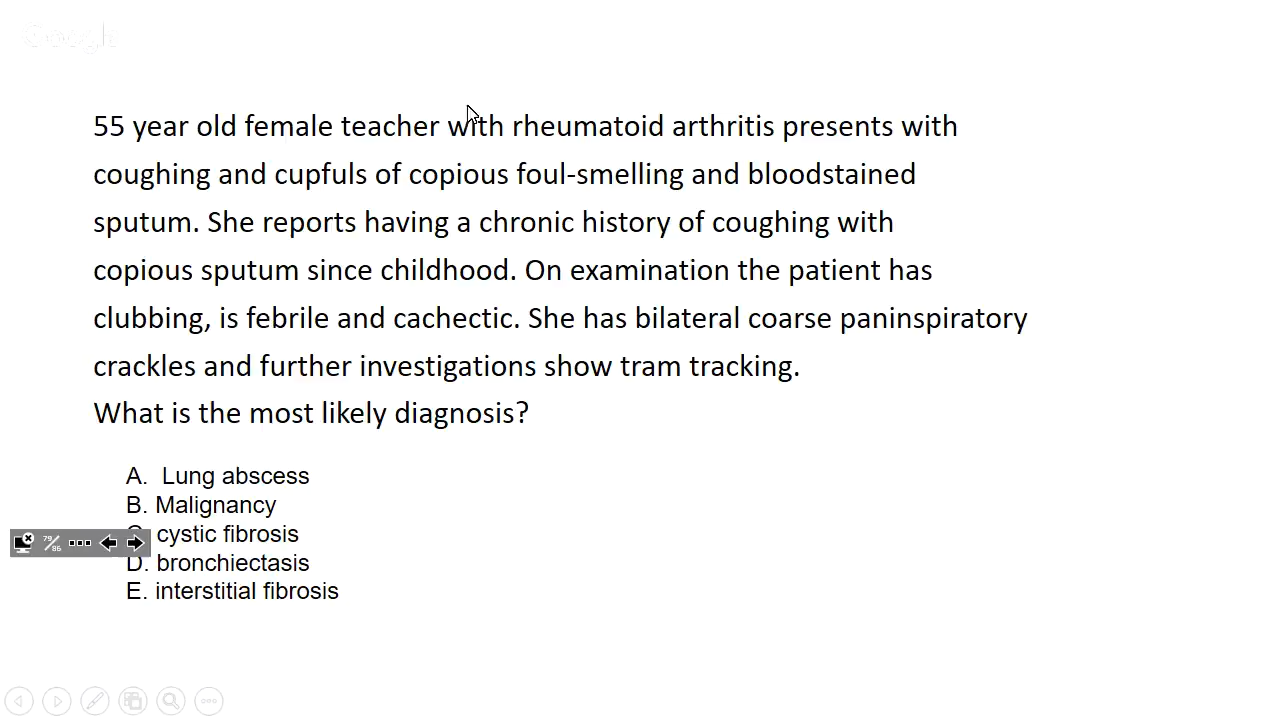 55 year old female teacher with rheumatoid arthritis presents with
coughing and cupfuls of copious foul-smelling and bloodstained
sputum. She reports having a chronic history of coughing with
copious sputum since childhood. On examination the patient has
clubbing, is febrile and cachectic. She has bilateral coarse paninspiratory
crackles and further investigations show tram tracking.
What is the most likely diagnosis?
A. Lung abscess
B. Malignancy
cystic fibrosis
79/86
D. bronchiectasis
E. interstitial fibrosis